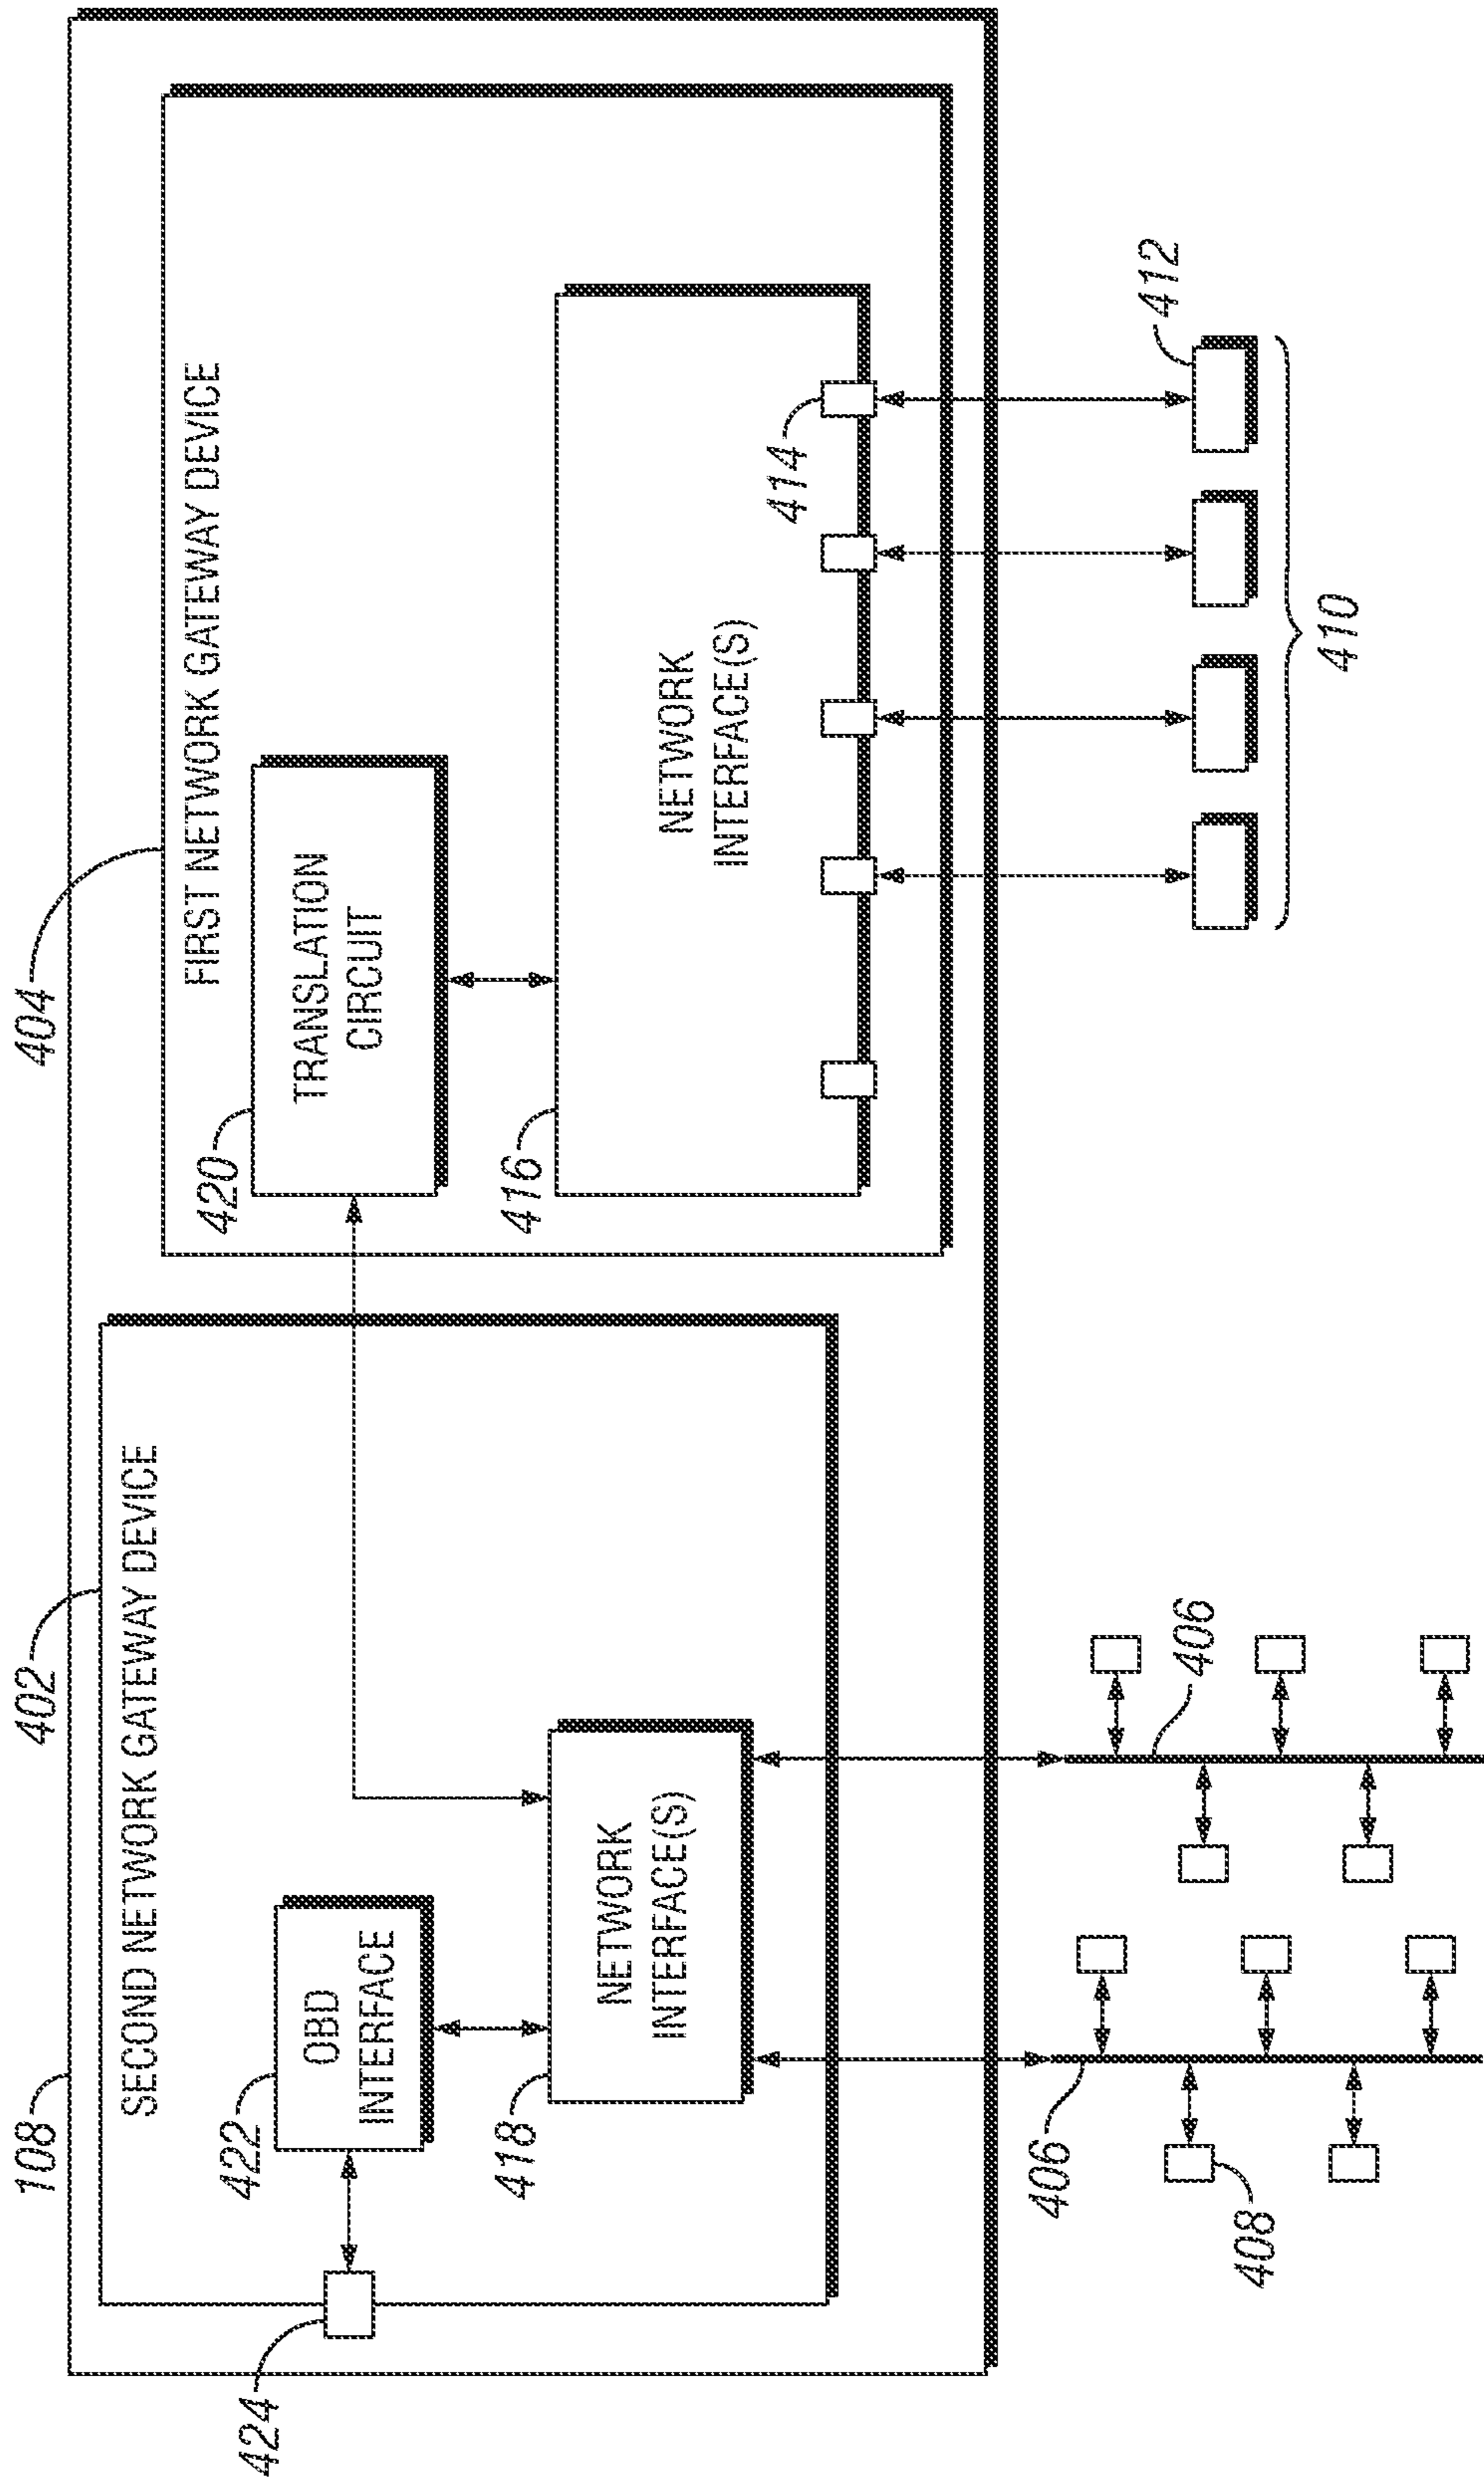 108
402
404
SECOND NETWORK GATEWAY DEVICE
FIRST NETWORK GATEWAY DEVICE
424
422
OBD
INTERFACE
420
TRANSLATION
CIRCUIT
418
NETWORK
INTERFACE(S)
416
NETWORK
INTERFACE(S)
414
406
406
408
412
410